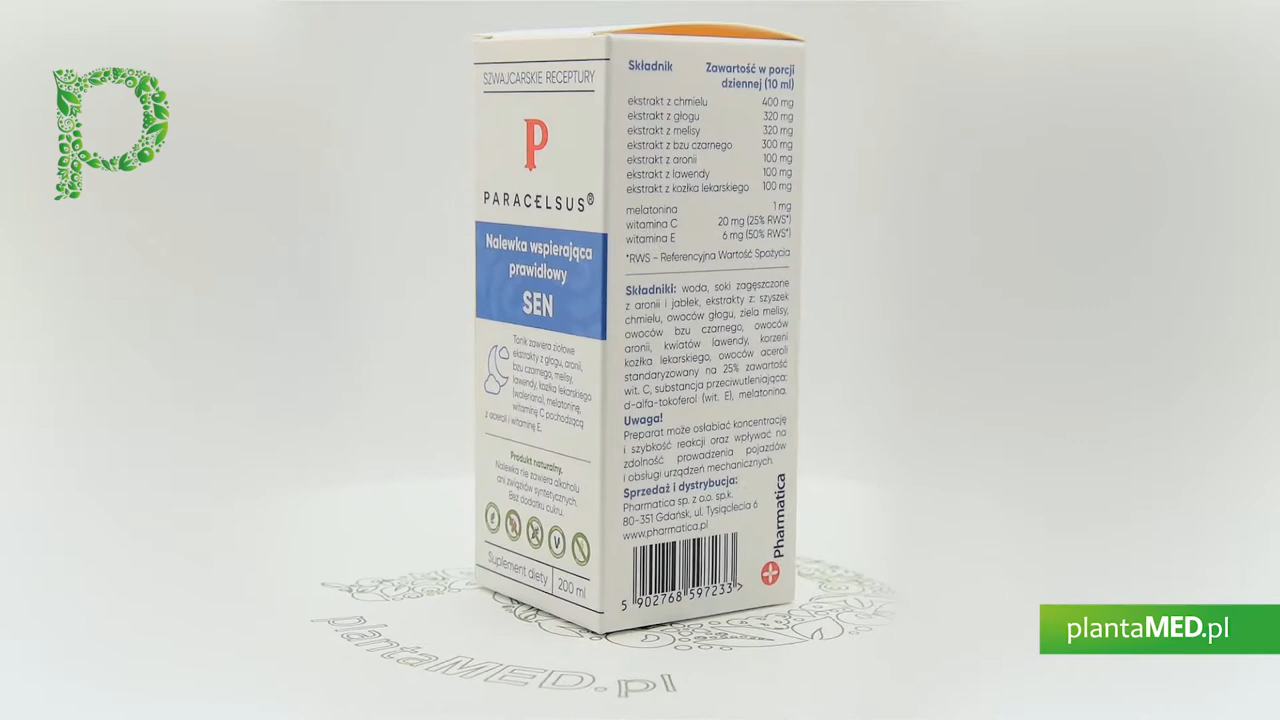 SZWAJCARSKIE RECEPTURY
P
PARACELSUS®
Nalewka wspierająca
prawidłowy
SEN
Tonik zawiera ziołowe
ekstrakty z głogu, aronii,
bzu czarnego, melisy,
lawendy, kozłka lekarskiego
(waleriana), melatoninę,
witaminę C pochodzącą
z aceroli i witaminę E.
Produkt naturalny.
Nalewka nie zawiera alkoholu
ani związków syntetycznych.
Bez dodatku cukru.
Suplement diety 200 ml
Składnik Zawartość w porcji
dziennej (10 ml)
ekstrakt z chmielu 400 mg
ekstrakt z głogu 320 mg
ekstrakt z melisy 320 mg
ekstrakt z bzu czarnego 300 mg
ekstrakt z aronii 100 mg
ekstrakt z lawendy 100 mg
ekstrakt z kozłka lekarskiego 100 mg
melatonina 1 mg
witamina C 20 mg (25% RWS*)
witamina E 6 mg (50% RWS*)
*RWS – Referencyjna Wartość Spożycia
Składniki: woda, soki zagęszczone
z aronii i jabłek, ekstrakty z: szyszek
chmielu, owoców głogu, ziela melisy,
owoców bzu czarnego, owoców
aronii, kwiatów lawendy, korzeni
kozłka lekarskiego, owoców aceroli
standaryzowany na 25% zawartość
wit. C, substancja przeciwutleniająca:
d-alfa-tokoferol (wit. E), melatonina.
Uwaga!
Preparat może osłabiać koncentrację
i szybkość reakcji oraz wpływać na
zdolność prowadzenia pojazdów
i obsługi urządzeń mechanicznych.
Sprzedaż i dystrybucja:
Pharmatica sp. z o.o. sp.k.
80-351 Gdańsk, ul. Tysiąclecia 6
www.pharmatica.pl
Pharmatica
5 902768 597233 >
plantaMED.pl
plantaMED.pl